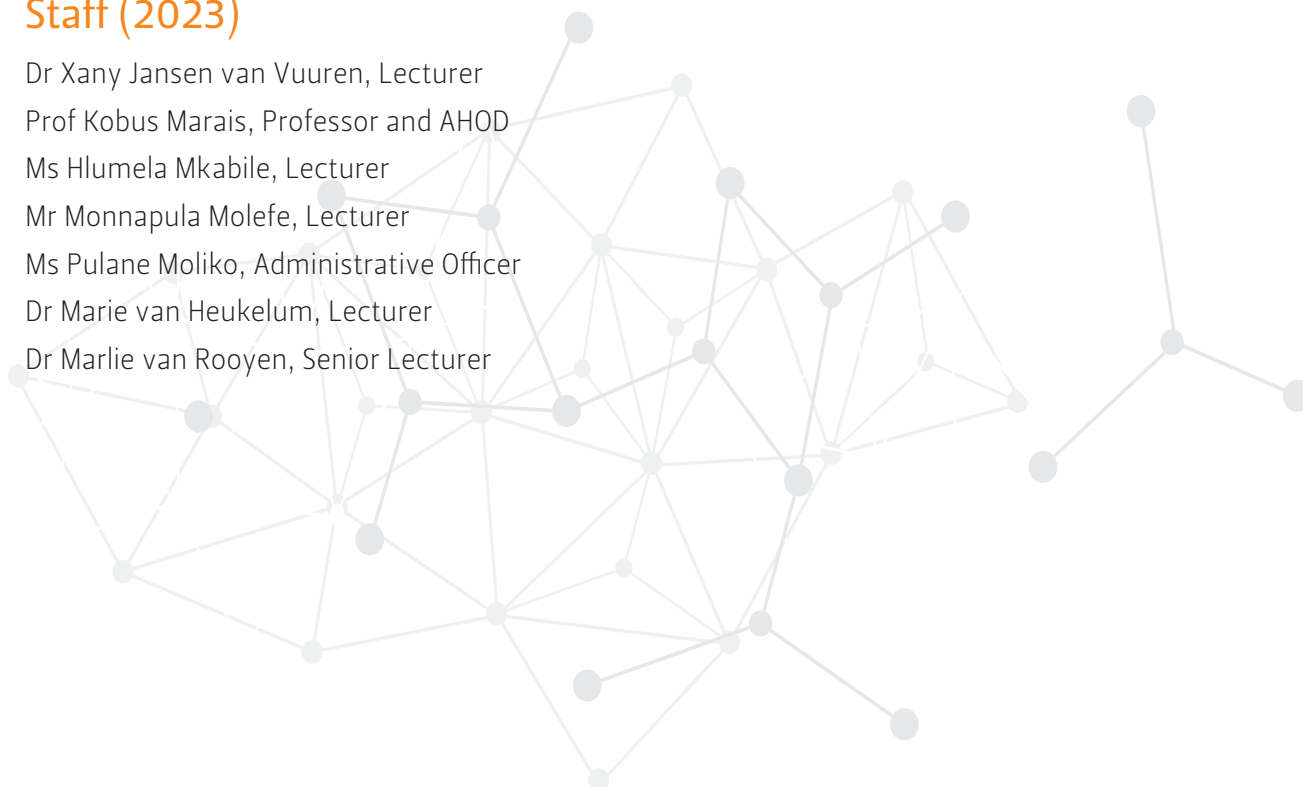 Staff (2023)
Dr Xany Jansen van Vuuren, Lecturer
Prof Kobus Marais, Professor and AHOD
Ms Hlumela Mkabile, Lecturer
Mr Monnapula Molefe, Lecturer
Ms Pulane Moliko, Administrative Officer
Dr Marie van Heukelum, Lecturer
Dr Marlie van Rooyen, Senior Lecturer